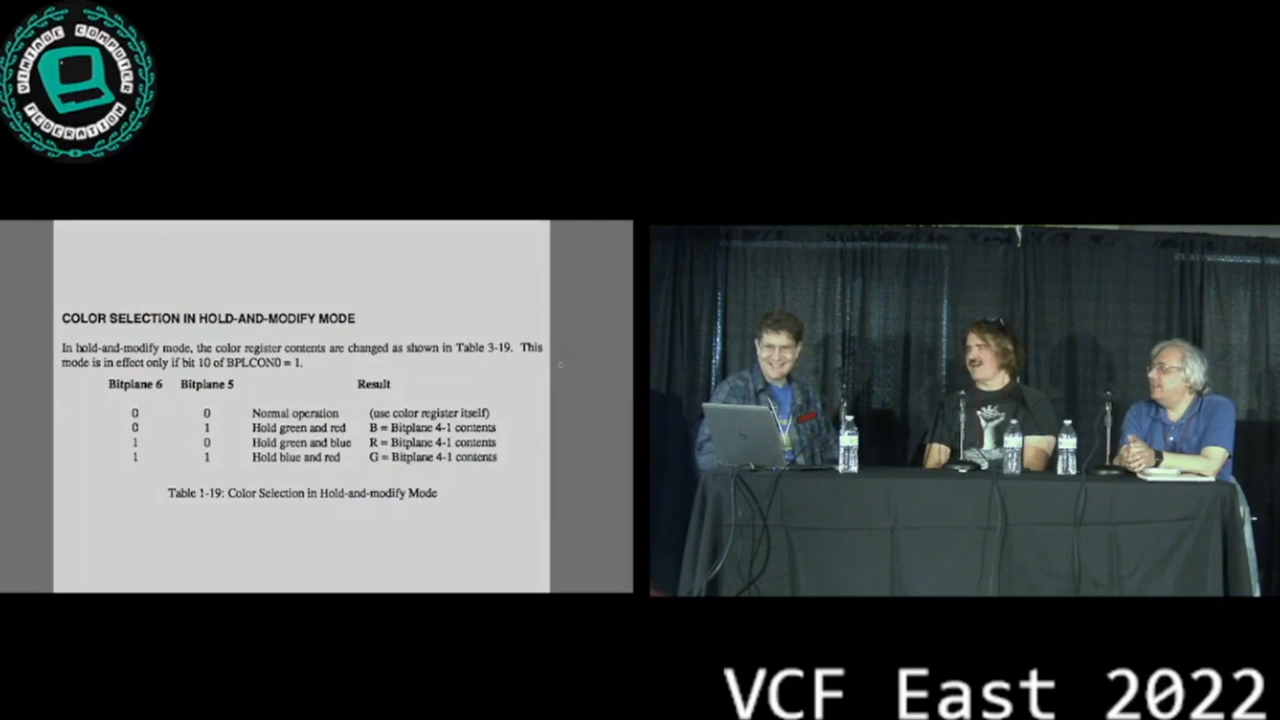 VINTAGE COMPUTER
FEDERATION
COLOR SELECTION IN HOLD-AND-MODIFY MODE
In hold-and-modify mode, the color register contents are changed as shown in Table 3-19. This
mode is in effect only if bit 10 of BPLCON0 = 1.
Bitplane 6 Bitplane 5 Result
0 0 Normal operation (use color register itself)
0 1 Hold green and red B = Bitplane 4-1 contents
1 0 Hold green and blue R = Bitplane 4-1 contents
1 1 Hold blue and red G = Bitplane 4-1 contents
Table 1-19: Color Selection in Hold-and-modify Mode
VCF East 2022